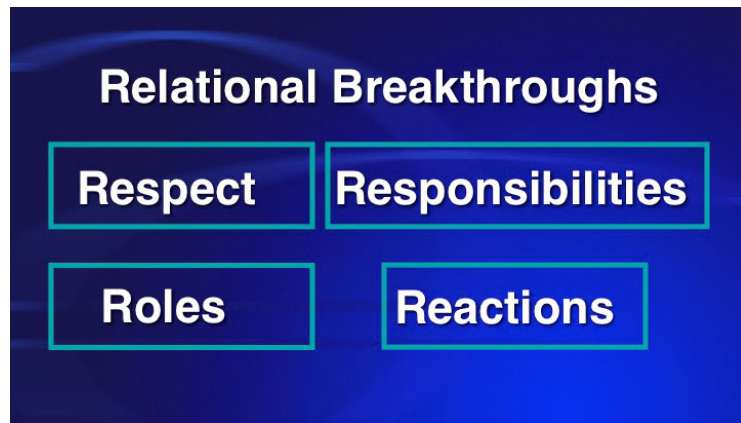 Relational Breakthroughs
Respect Responsibilities
Roles Reactions